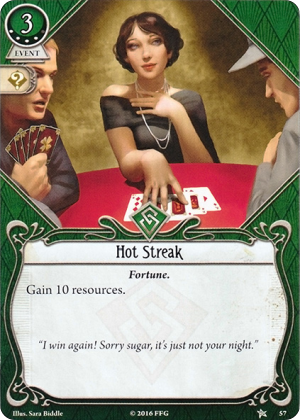 3
EVENT
?
Hot Streak
Fortune.
Gain 10 resources.
"I win again! Sorry sugar, it's just not your night."
Illus. Sara Biddle
© 2016 FFG
57